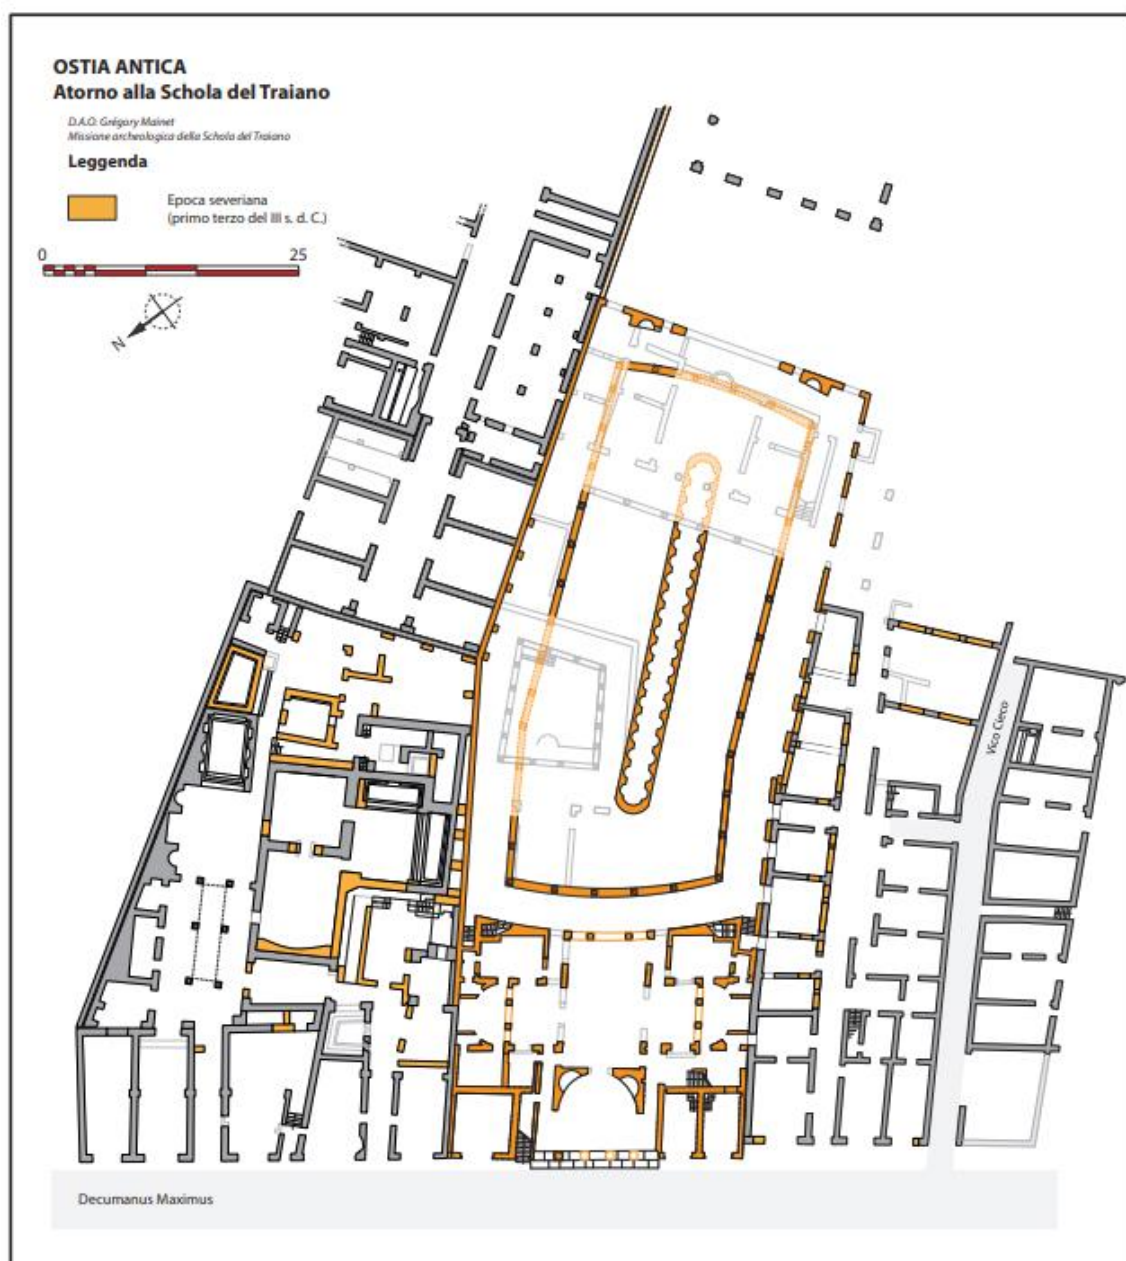 OSTIA ANTICA
Atorno alla Schola del Traiano
D.A.O: Grégory Mainet
Missione archeologica della Schola del Traiano
Leggenda
Epoca severiana
(primo terzo del III s. d. C.)
0 25
N
Vico Cieco
Decumanus Maximus